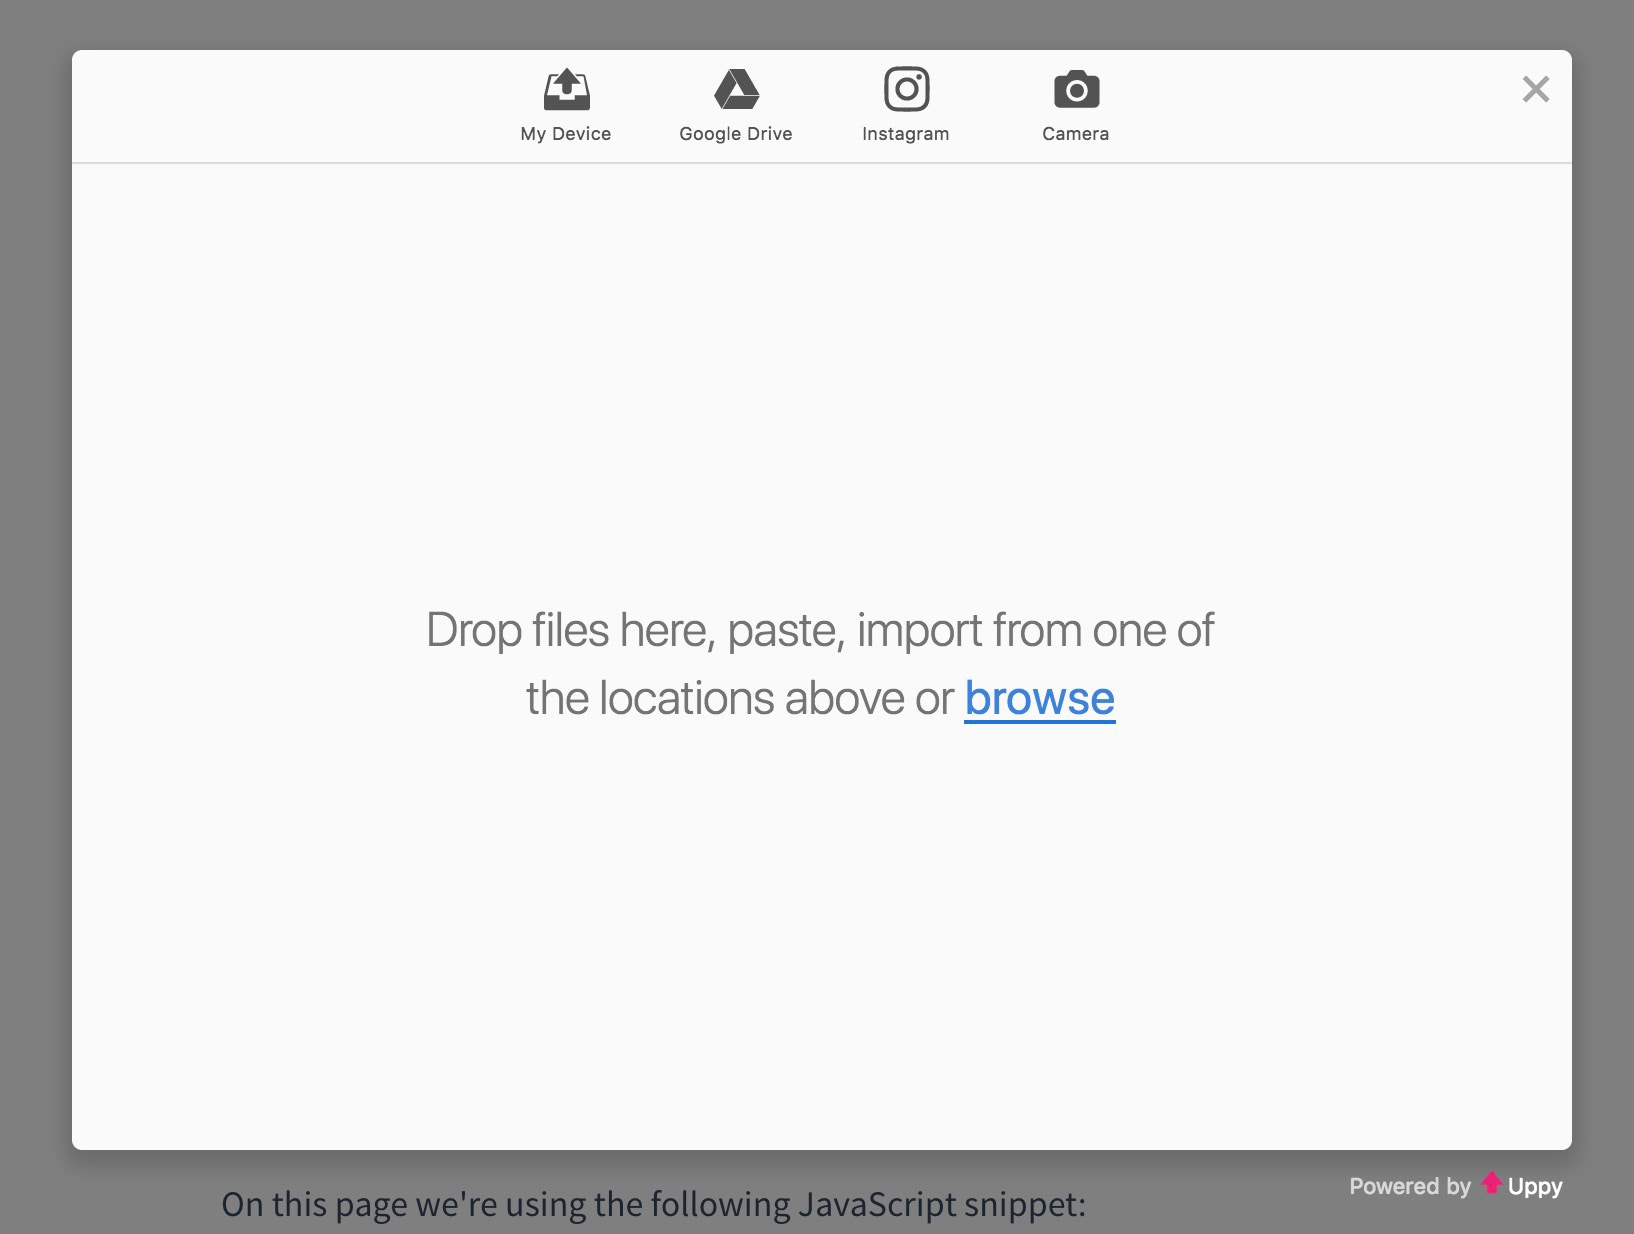 My Device
Google Drive
Instagram
Camera
Drop files here, paste, import from one of
the locations above or browse
Powered by Uppy
On this page we're using the following JavaScript snippet: